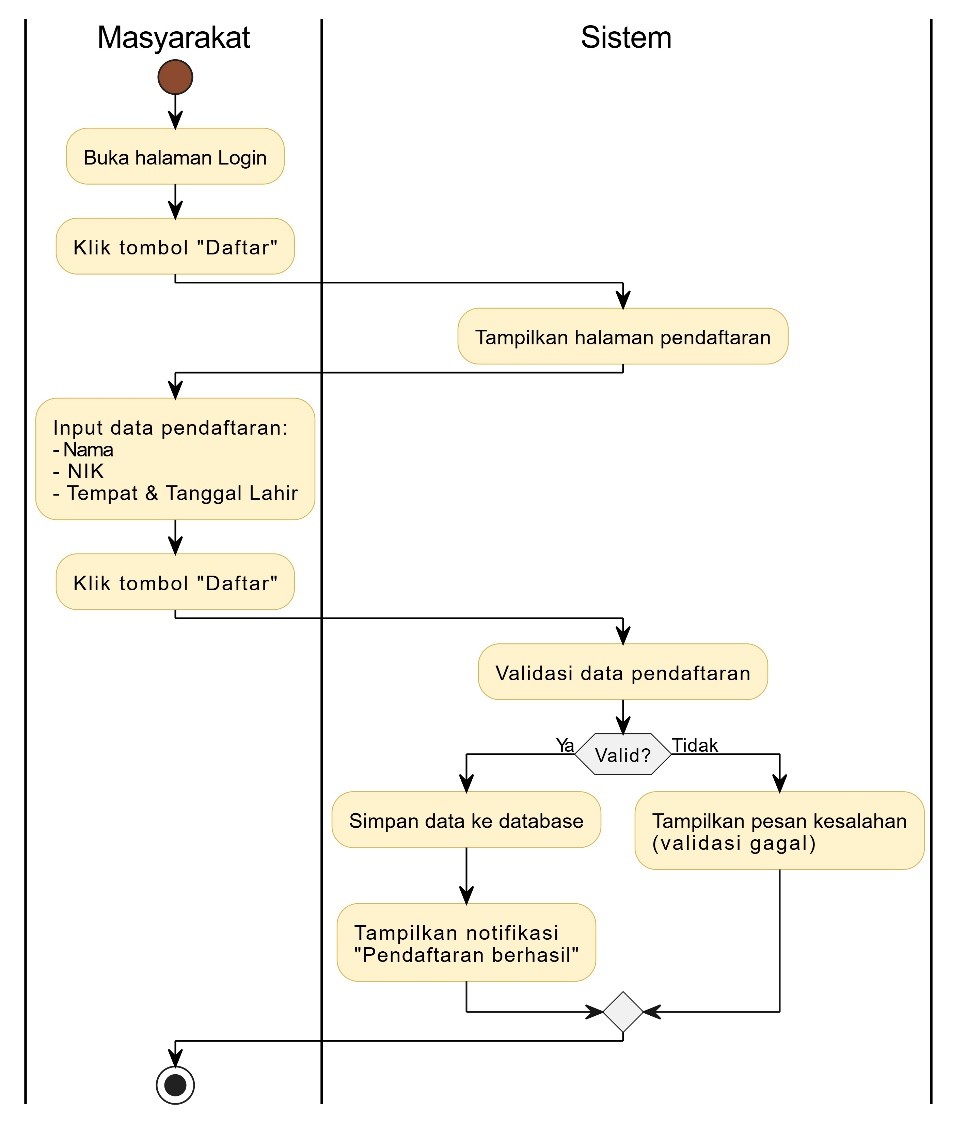 Masyarakat
Sistem
Buka halaman Login
Klik tombol "Daftar"
Tampilkan halaman pendaftaran
Input data pendaftaran:
- Nama
- NIK
- Tempat & Tanggal Lahir
Klik tombol "Daftar"
Validasi data pendaftaran
Ya
Valid?
Tidak
Simpan data ke database
Tampilkan pesan kesalahan
(validasi gagal)
Tampilkan notifikasi
"Pendaftaran berhasil"